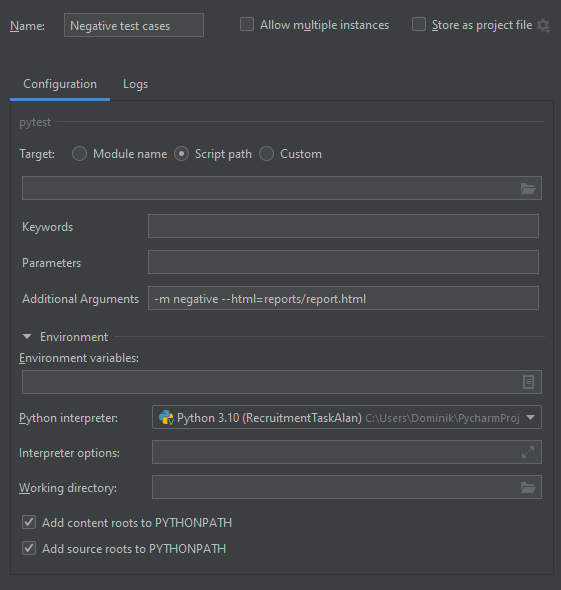 Name: Negative test cases Allow multiple instances Store as project file
Configuration Logs
pytest
Target: Module name Script path Custom
Keywords
Parameters
Additional Arguments -m negative --html=reports/report.html
Environment
Environment variables:
Python interpreter: Python 3.10 (RecruitmentTaskAlan) C:\Users\Dominik\PycharmProj
Interpreter options:
Working directory:
Add content roots to PYTHONPATH
Add source roots to PYTHONPATH